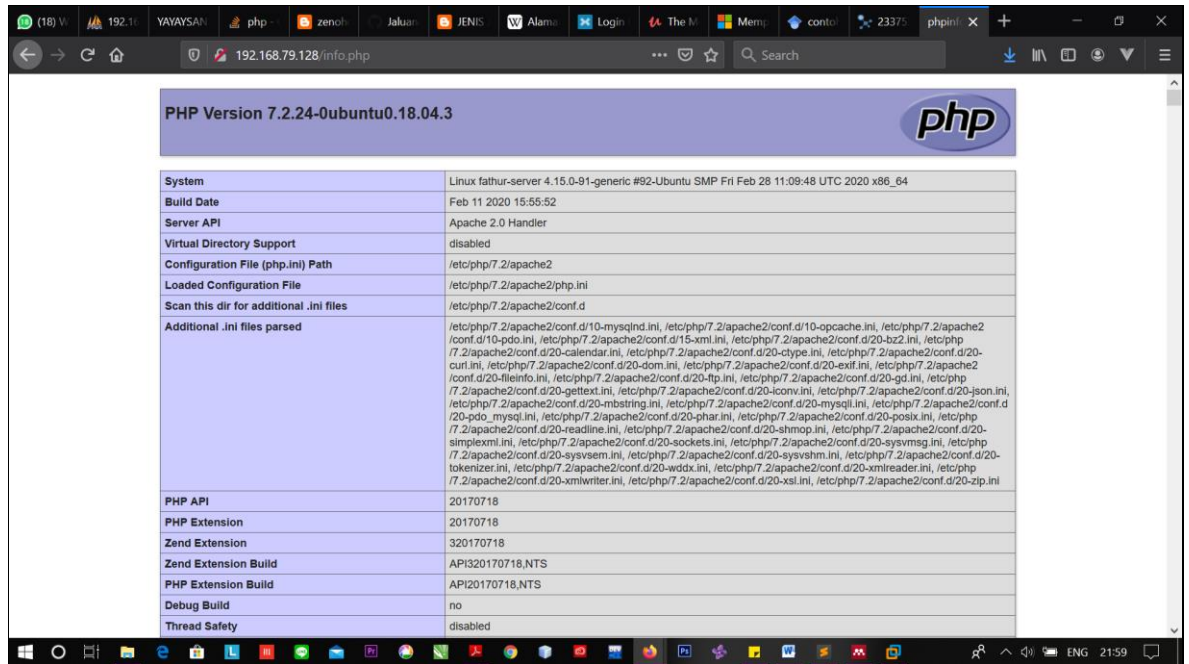 (18) W
192.16
YAYAYSAN
php -
zenoh
Jaluar
JENIS
Alama
Login
The M
Memp
contol
23375
phpinf
192.168.79.128/info.php
Search
PHP Version 7.2.24-0ubuntu0.18.04.3
php
System Linux fathur-server 4.15.0-91-generic #92-Ubuntu SMP Fri Feb 28 11:09:48 UTC 2020 x86_64
Build Date Feb 11 2020 15:55:52
Server API Apache 2.0 Handler
Virtual Directory Support disabled
Configuration File (php.ini) Path /etc/php/7.2/apache2
Loaded Configuration File /etc/php/7.2/apache2/php.ini
Scan this dir for additional .ini files /etc/php/7.2/apache2/conf.d
Additional .ini files parsed /etc/php/7.2/apache2/conf.d/10-mysqlnd.ini, /etc/php/7.2/apache2/conf.d/10-opcache.ini, /etc/php/7.2/apache2
/conf.d/10-pdo.ini, /etc/php/7.2/apache2/conf.d/15-xml.ini, /etc/php/7.2/apache2/conf.d/20-bz2.ini, /etc/php
/7.2/apache2/conf.d/20-calendar.ini, /etc/php/7.2/apache2/conf.d/20-ctype.ini, /etc/php/7.2/apache2/conf.d/20-
curl.ini, /etc/php/7.2/apache2/conf.d/20-dom.ini, /etc/php/7.2/apache2/conf.d/20-exif.ini, /etc/php/7.2/apache2
/conf.d/20-fileinfo.ini, /etc/php/7.2/apache2/conf.d/20-ftp.ini, /etc/php/7.2/apache2/conf.d/20-gd.ini, /etc/php
/7.2/apache2/conf.d/20-gettext.ini, /etc/php/7.2/apache2/conf.d/20-iconv.ini, /etc/php/7.2/apache2/conf.d/20-json.ini,
/etc/php/7.2/apache2/conf.d/20-mbstring.ini, /etc/php/7.2/apache2/conf.d/20-mysqli.ini, /etc/php/7.2/apache2/conf.d
/20-pdo_mysql.ini, /etc/php/7.2/apache2/conf.d/20-phar.ini, /etc/php/7.2/apache2/conf.d/20-posix.ini, /etc/php
/7.2/apache2/conf.d/20-readline.ini, /etc/php/7.2/apache2/conf.d/20-shmop.ini, /etc/php/7.2/apache2/conf.d/20-
simplexml.ini, /etc/php/7.2/apache2/conf.d/20-sockets.ini, /etc/php/7.2/apache2/conf.d/20-sysvmsg.ini, /etc/php
/7.2/apache2/conf.d/20-sysvsem.ini, /etc/php/7.2/apache2/conf.d/20-sysvshm.ini, /etc/php/7.2/apache2/conf.d/20-
tokenizer.ini, /etc/php/7.2/apache2/conf.d/20-wddx.ini, /etc/php/7.2/apache2/conf.d/20-xmlreader.ini, /etc/php
/7.2/apache2/conf.d/20-xmlwriter.ini, /etc/php/7.2/apache2/conf.d/20-xsl.ini, /etc/php/7.2/apache2/conf.d/20-zip.ini
PHP API 20170718
PHP Extension 20170718
Zend Extension 320170718
Zend Extension Build API320170718,NTS
PHP Extension Build API20170718,NTS
Debug Build no
Thread Safety disabled
ENG 21:59